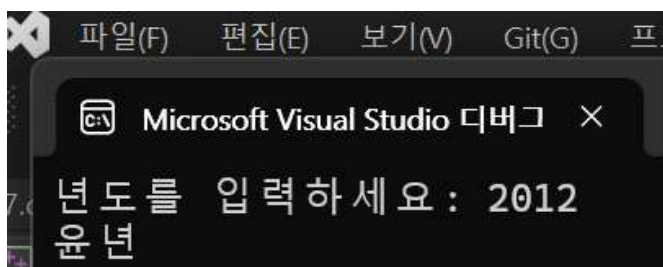 파일(F) 편집(E) 보기(V) Git(G) 프
Microsoft Visual Studio 디버그
년도를 입력하세요: 2012
윤년